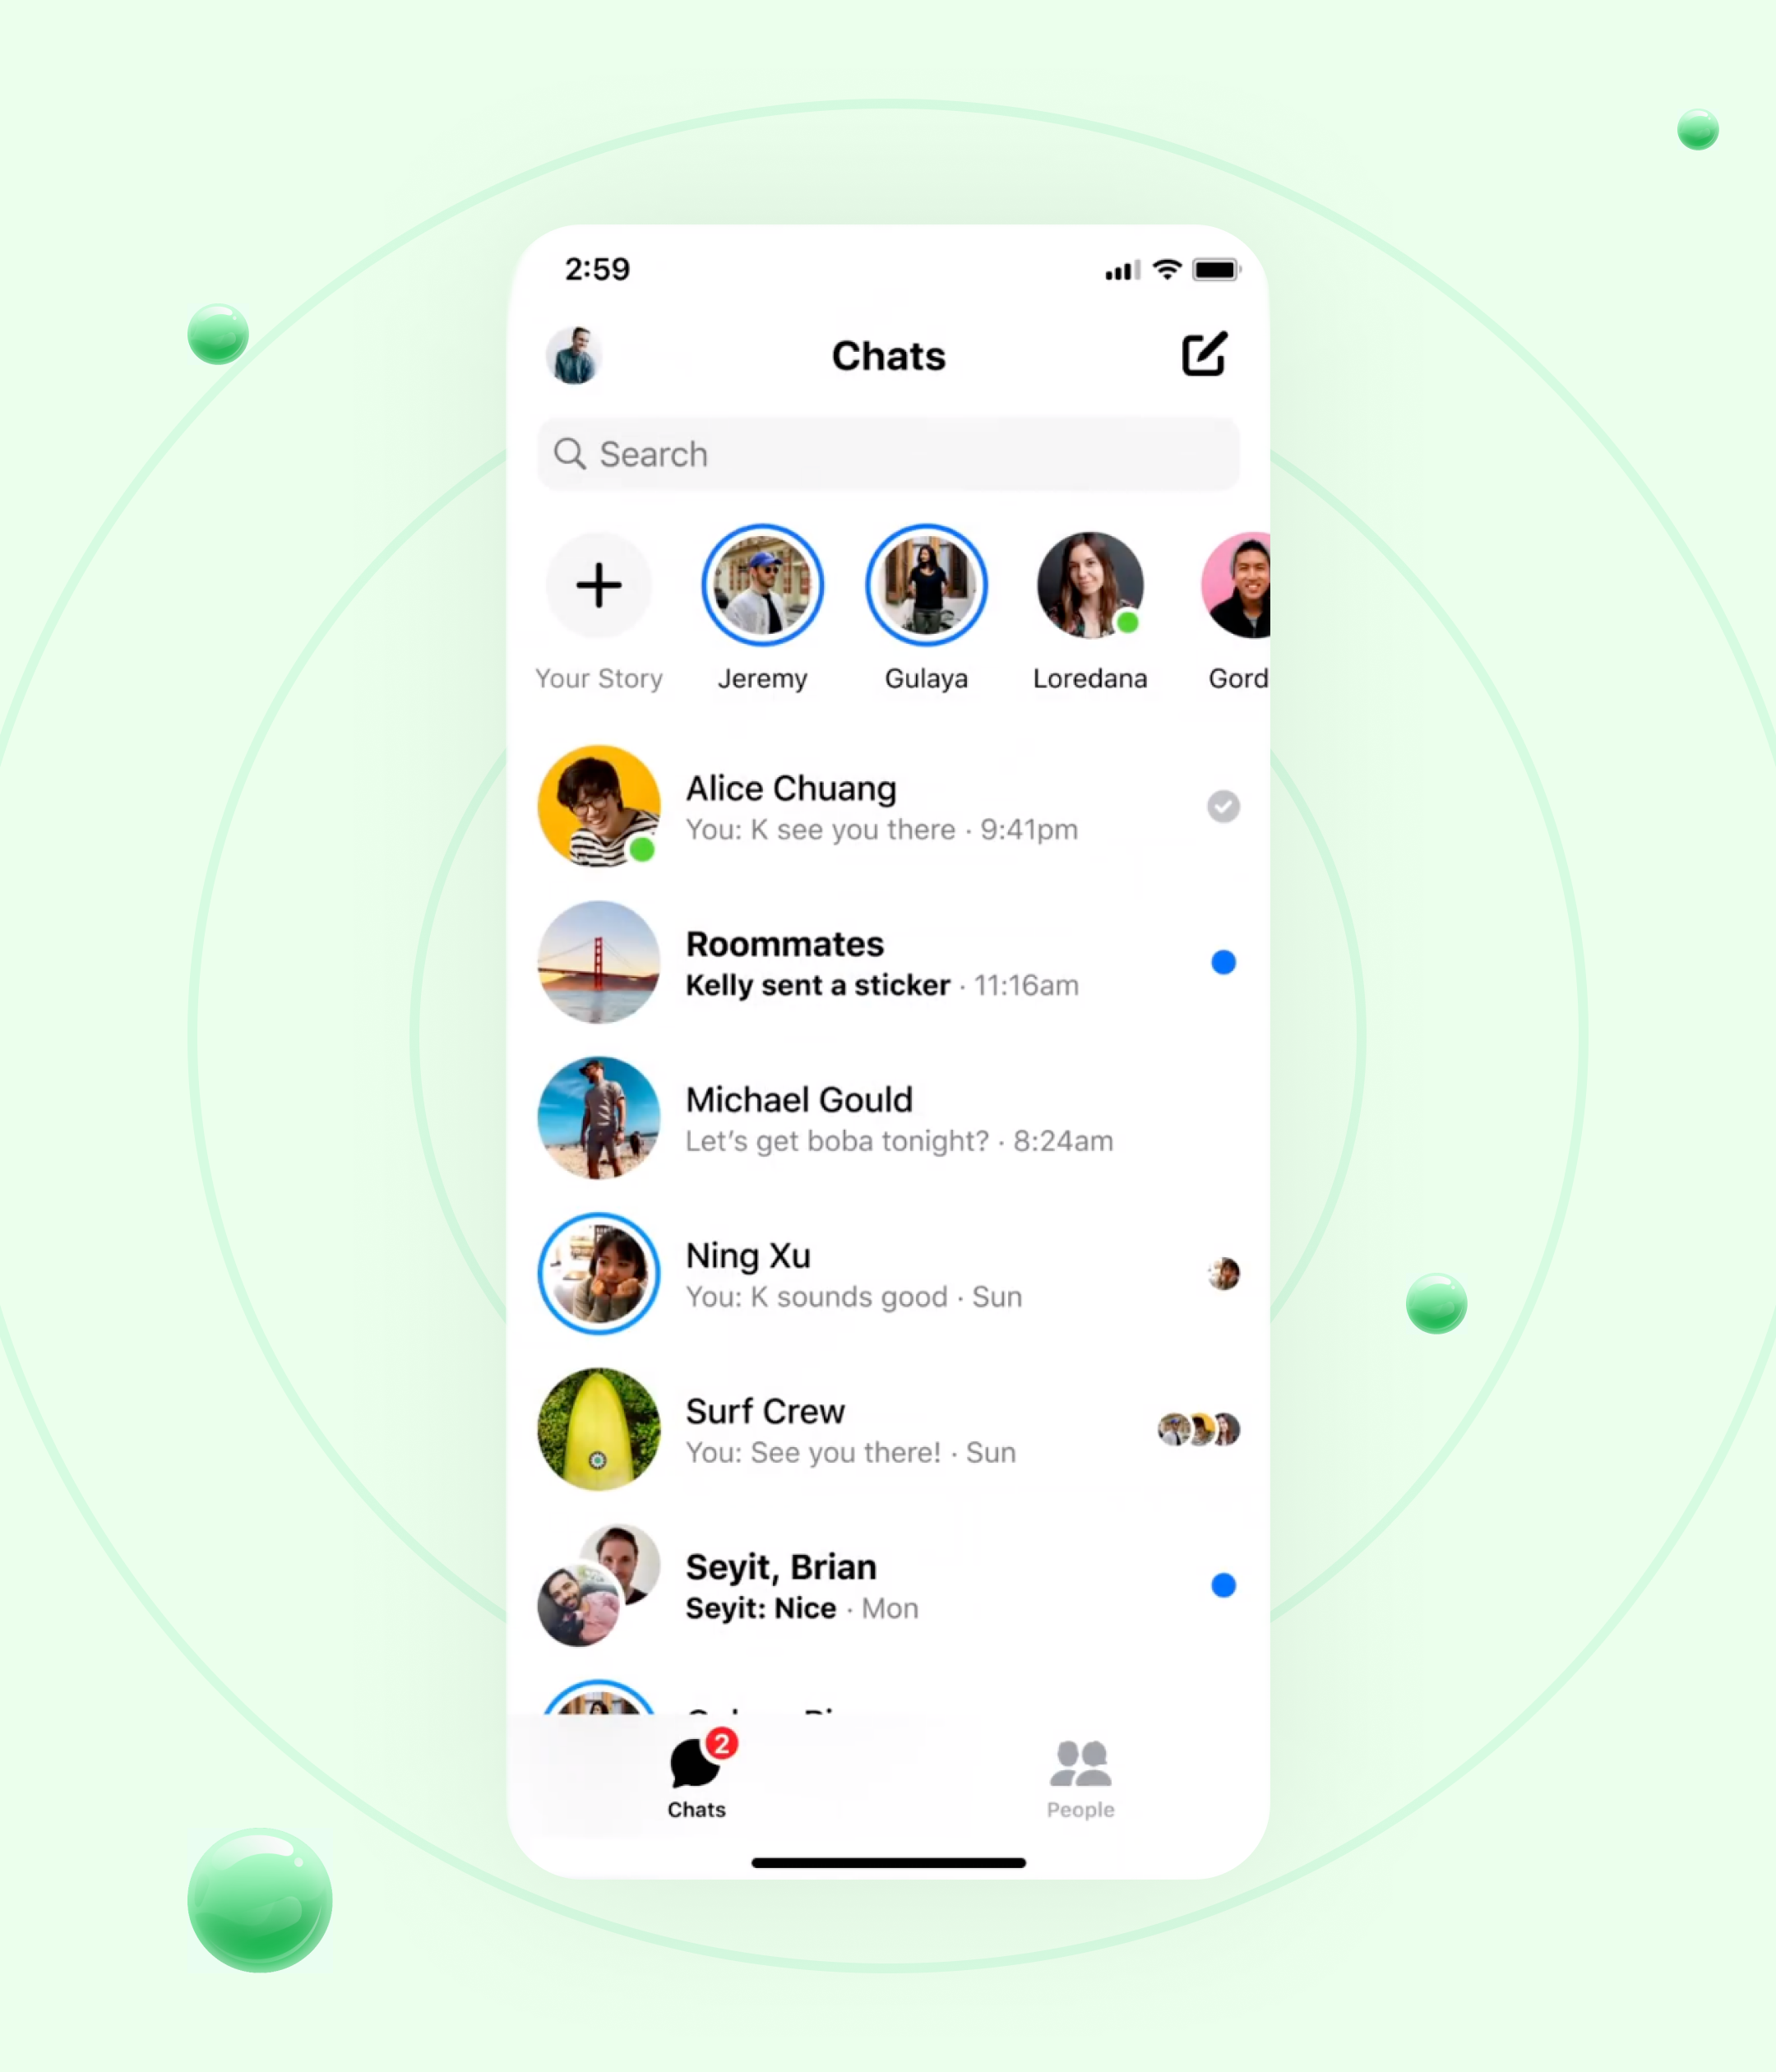 2:59
Chats
Search
Your Story
Jeremy
Gulaya
Loredana
Gord
Alice Chuang
You: K see you there · 9:41pm
Roommates
Kelly sent a sticker · 11:16am
Michael Gould
Let’s get boba tonight? · 8:24am
Ning Xu
You: K sounds good · Sun
Surf Crew
You: See you there! · Sun
Seyit, Brian
Seyit: Nice · Mon
2
Chats
People